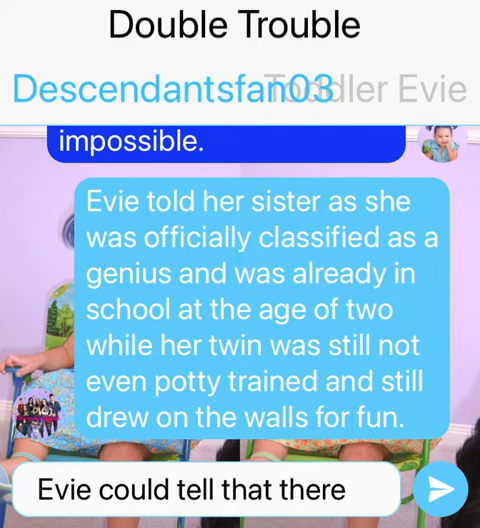 Double Trouble
Descendantsfan03 Toddler Evie
impossible.
Evie told her sister as she
was officially classified as a
genius and was already in
school at the age of two
while her twin was still not
even potty trained and still
drew on the walls for fun.
Evie could tell that there